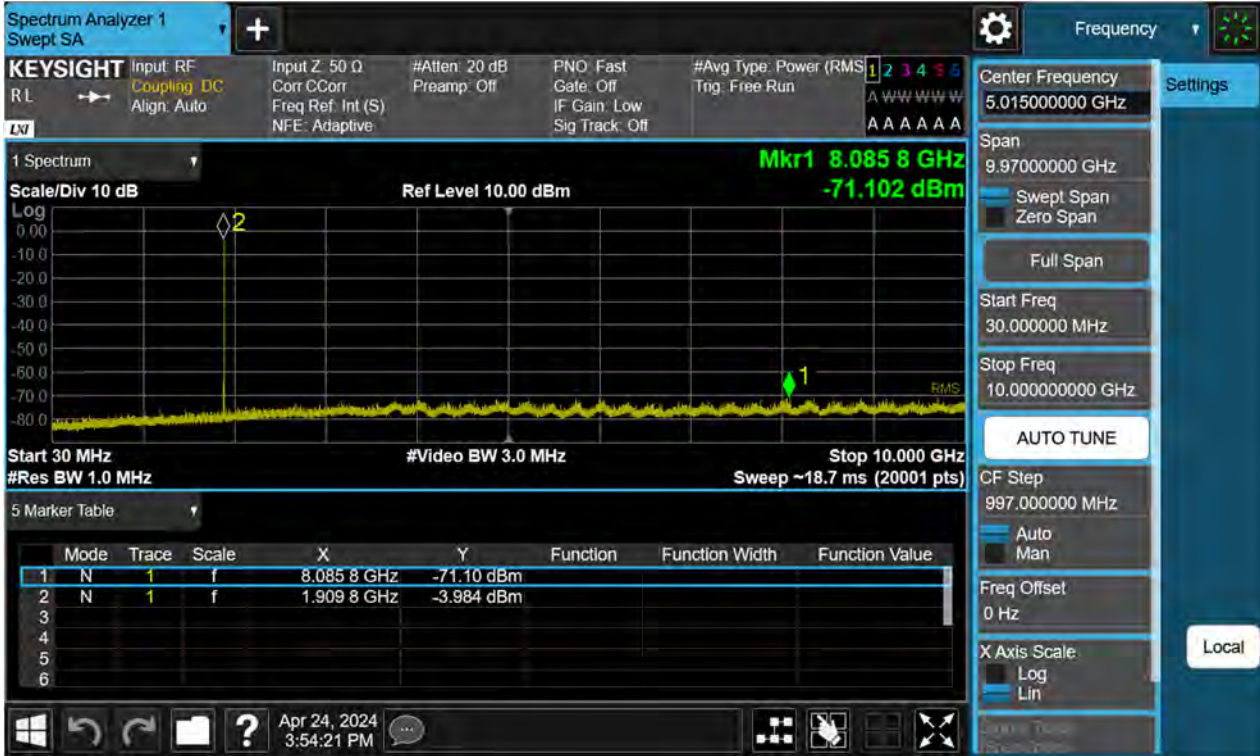 Spectrum Analyzer 1
Swept SA
+
Frequency
KEYSIGHT
RL
LXI
Input: RF
Coupling: DC
Align: Auto
Input Z: 50 Ω
Corr CCorr
Freq Ref: Int (S)
NFE: Adaptive
#Atten: 20 dB
Preamp: Off
PNO: Fast
Gate: Off
IF Gain: Low
Sig Track: Off
#Avg Type: Power (RMS
Trig: Free Run
1 2 3 4 5 6
A W W W W W
A A A A A A
1 Spectrum
Scale/Div 10 dB
Ref Level 10.00 dBm
Mkr1 8.085 8 GHz
-71.102 dBm
Log
0.00
-10.0
-20.0
-30.0
-40.0
-50.0
-60.0
-70.0
-80.0
2
1
RMS
Start 30 MHz
#Video BW 3.0 MHz
Stop 10.000 GHz
#Res BW 1.0 MHz
Sweep ~18.7 ms (20001 pts)
5 Marker Table
Mode Trace Scale X Y Function Function Width Function Value
1 N 1 f 8.085 8 GHz -71.10 dBm
2 N 1 f 1.909 8 GHz -3.984 dBm
3
4
5
6
Center Frequency
5.015000000 GHz
Settings
Span
9.97000000 GHz
Swept Span
Zero Span
Full Span
Start Freq
30.000000 MHz
Stop Freq
10.000000000 GHz
AUTO TUNE
CF Step
997.000000 MHz
Auto
Man
Freq Offset
0 Hz
X Axis Scale
Log
Lin
Local
?
Apr 24, 2024
3:54:21 PM